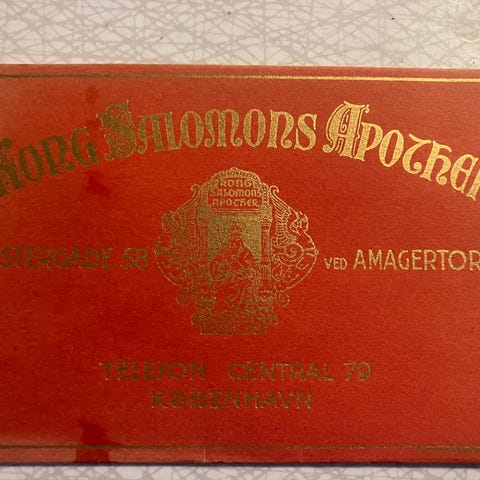 Kong Salomons Apothek
KONG
SALOMONS
APOTHEK
STERGADE 58 VED AMAGERTOR
TELEFON CENTRAL 79
KØBENHAVN